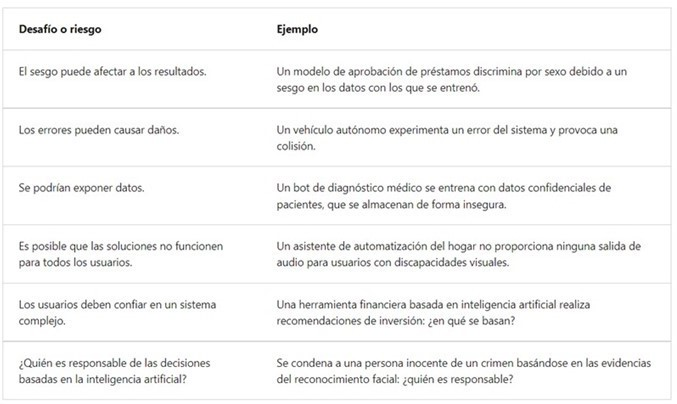 Desafío o riesgo
Ejemplo
El sesgo puede afectar a los resultados.
Un modelo de aprobación de préstamos discrimina por sexo debido a un
sesgo en los datos con los que se entrenó.
Los errores pueden causar daños.
Un vehículo autónomo experimenta un error del sistema y provoca una
colisión.
Se podrían exponer datos.
Un bot de diagnóstico médico se entrena con datos confidenciales de
pacientes, que se almacenan de forma insegura.
Es posible que las soluciones no funcionen
para todos los usuarios.
Un asistente de automatización del hogar no proporciona ninguna salida de
audio para usuarios con discapacidades visuales.
Los usuarios deben confiar en un sistema
complejo.
Una herramienta financiera basada en inteligencia artificial realiza
recomendaciones de inversión: ¿en qué se basan?
¿Quién es responsable de las decisiones
basadas en la inteligencia artificial?
Se condena a una persona inocente de un crimen basándose en las evidencias
del reconocimiento facial: ¿quién es responsable?